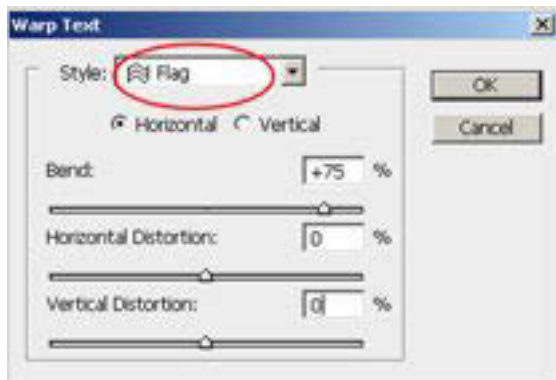 Warp Text
Style: Flag
OK
Horizontal Vertical
Cancel
Bend: +75 %
Horizontal Distortion: 0 %
Vertical Distortion: 0 %